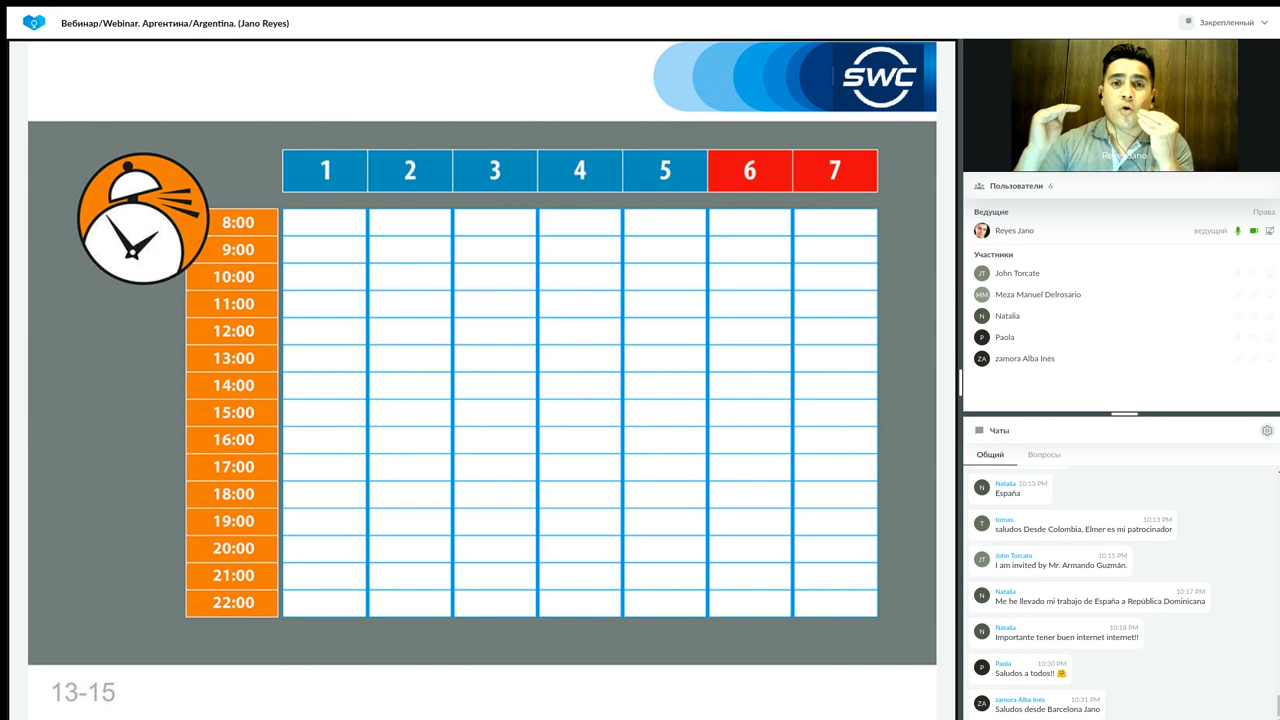 Вебинар/Webinar. Аргентина/Argentina. (Jano Reyes)
Закрепленный
SWC
1 2 3 4 5 6 7
8:00
9:00
10:00
11:00
12:00
13:00
14:00
15:00
16:00
17:00
18:00
19:00
20:00
21:00
22:00
13-15
Reyes Jano
Пользователи 6
Ведущие Права
Reyes Jano ведущий
Участники
JT John Torcate
MM Meza Manuel Delrosario
N Natalia
P Paola
ZA zamora Alba Inés
Чаты
Общий Вопросы
N Natalia 10:13 PM
España
T tomas 10:13 PM
saludos Desde Colombia, Elmer es mi patrocinador
JT John Torcate 10:15 PM
I am invited by Mr. Armando Guzmán.
N Natalia 10:17 PM
Me he llevado mi trabajo de España a República Dominicana
N Natalia 10:18 PM
Importante tener buen internet internet!!
P Paola 10:30 PM
Saludos a todos!! 🤗
ZA zamora Alba Inés 10:31 PM
Saludos desde Barcelona Jano